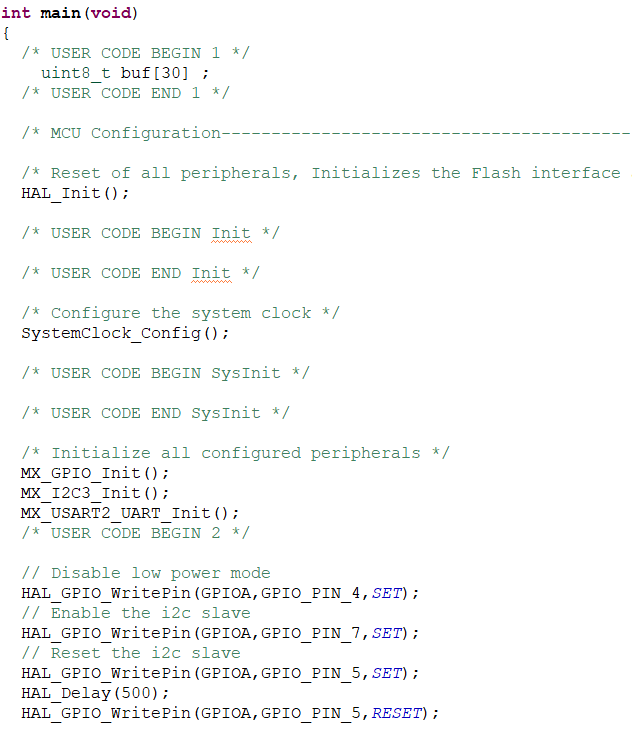 int main(void)
{
  /* USER CODE BEGIN 1 */
    uint8_t buf[30] ;
  /* USER CODE END 1 */
  /* MCU Configuration-----------------------------------------
  /* Reset of all peripherals, Initializes the Flash interface
  HAL_Init();
  /* USER CODE BEGIN Init */
  /* USER CODE END Init */
  /* Configure the system clock */
  SystemClock_Config();
  /* USER CODE BEGIN SysInit */
  /* USER CODE END SysInit */
  /* Initialize all configured peripherals */
  MX_GPIO_Init();
  MX_I2C3_Init();
  MX_USART2_UART_Init();
  /* USER CODE BEGIN 2 */
  // Disable low power mode
  HAL_GPIO_WritePin(GPIOA,GPIO_PIN_4,SET);
  // Enable the i2c slave
  HAL_GPIO_WritePin(GPIOA,GPIO_PIN_7,SET);
  // Reset the i2c slave
  HAL_GPIO_WritePin(GPIOA,GPIO_PIN_5,SET);
  HAL_Delay(500);
  HAL_GPIO_WritePin(GPIOA,GPIO_PIN_5,RESET);